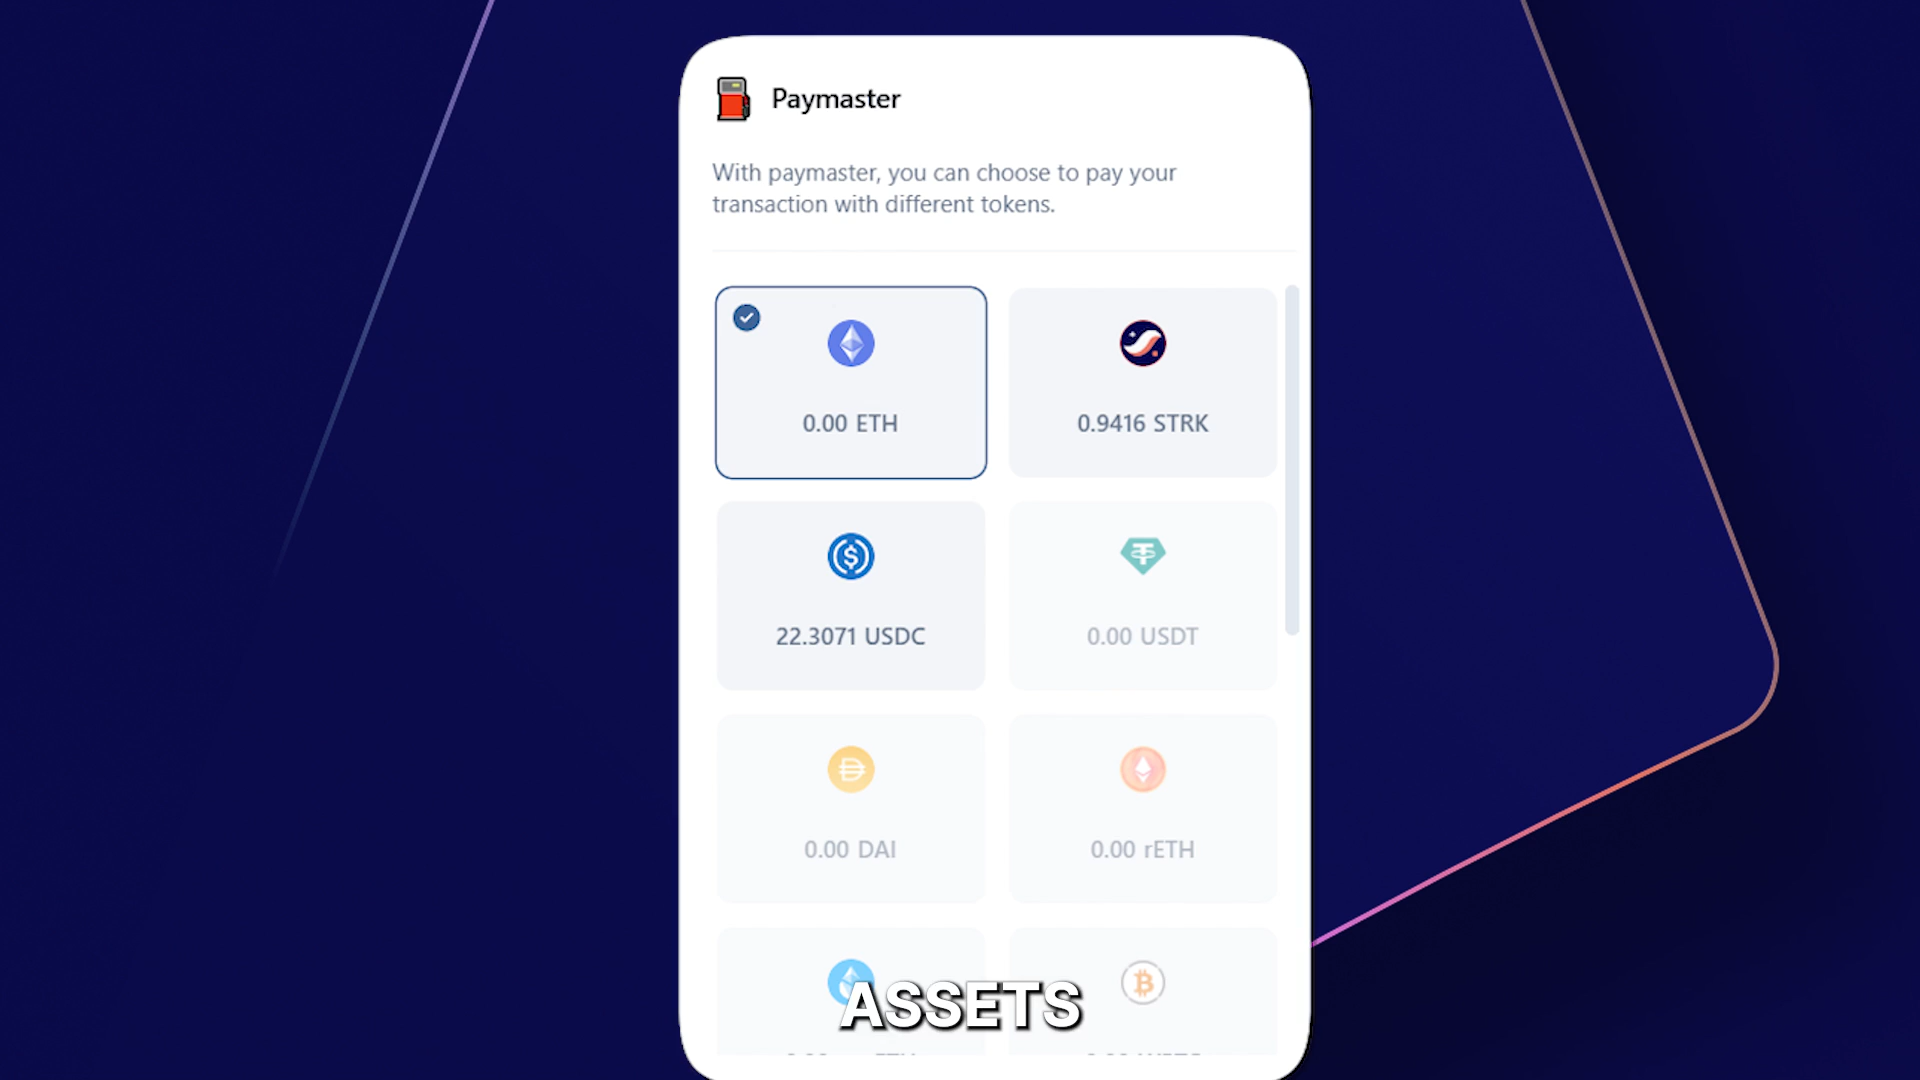 Paymaster
With paymaster, you can choose to pay your
transaction with different tokens.
0.00 ETH
0.9416 STRK
22.3071 USDC
0.00 USDT
0.00 DAI
0.00 rETH
ASSETS